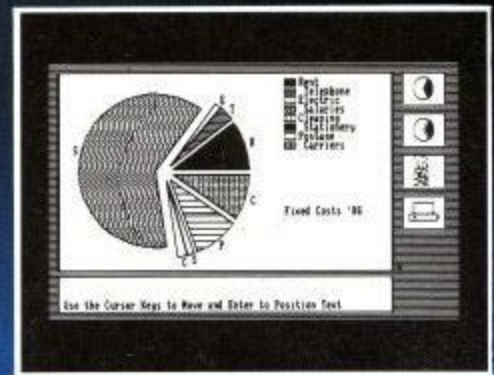 E
T
R
S
C
P
S
C
Rent
Telephone
Electric
Salaries
Cleaning
Stationery
Postage
Carriers
Fixed Costs '86
Use the Cursor Keys to Move and Enter to Position Text